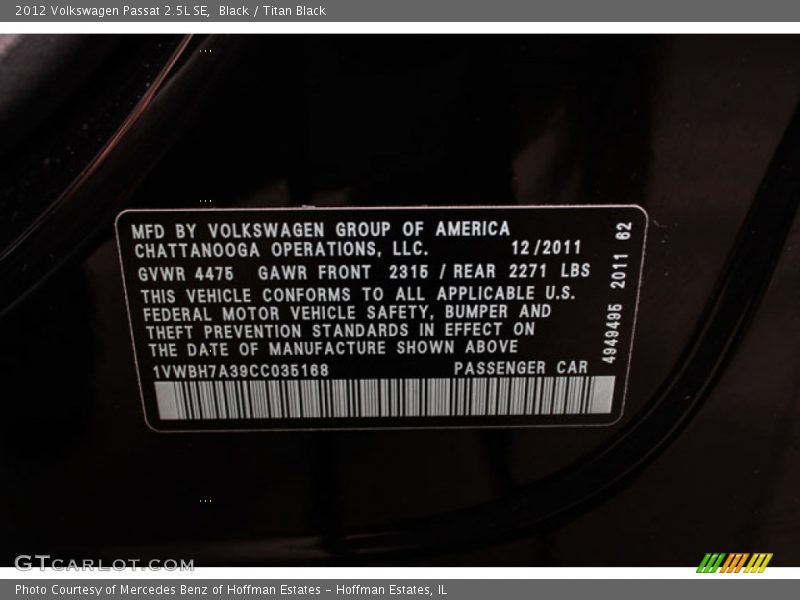 2012 Volkswagen Passat 2.5L SE, Black / Titan Black
MFD BY VOLKSWAGEN GROUP OF AMERICA
CHATTANOOGA OPERATIONS, LLC. 12/2011
GVWR 4475 GAWR FRONT 2315 / REAR 2271 LBS
THIS VEHICLE CONFORMS TO ALL APPLICABLE U.S.
FEDERAL MOTOR VEHICLE SAFETY, BUMPER AND
THEFT PREVENTION STANDARDS IN EFFECT ON
THE DATE OF MANUFACTURE SHOWN ABOVE
1VWBH7A39CC035168 PASSENGER CAR
4949495 2011 62
GTCARLOT.COM
Photo Courtesy of Mercedes Benz of Hoffman Estates - Hoffman Estates, IL